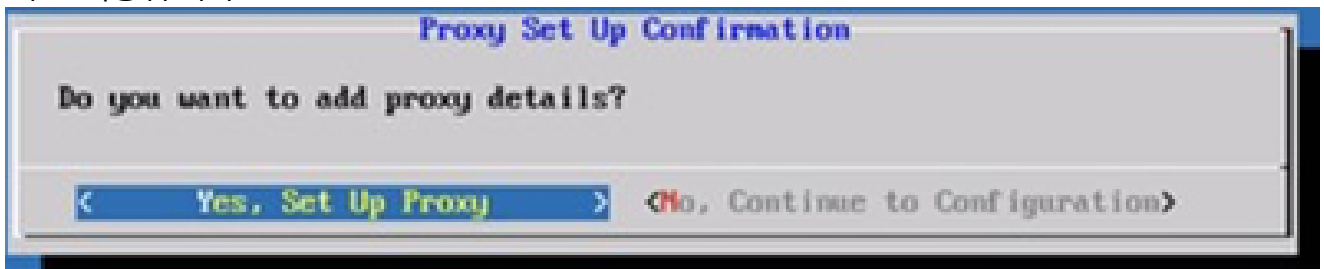 Proxy Set Up Confirmation
Do you want to add proxy details?
< Yes, Set Up Proxy > <No, Continue to Configuration>